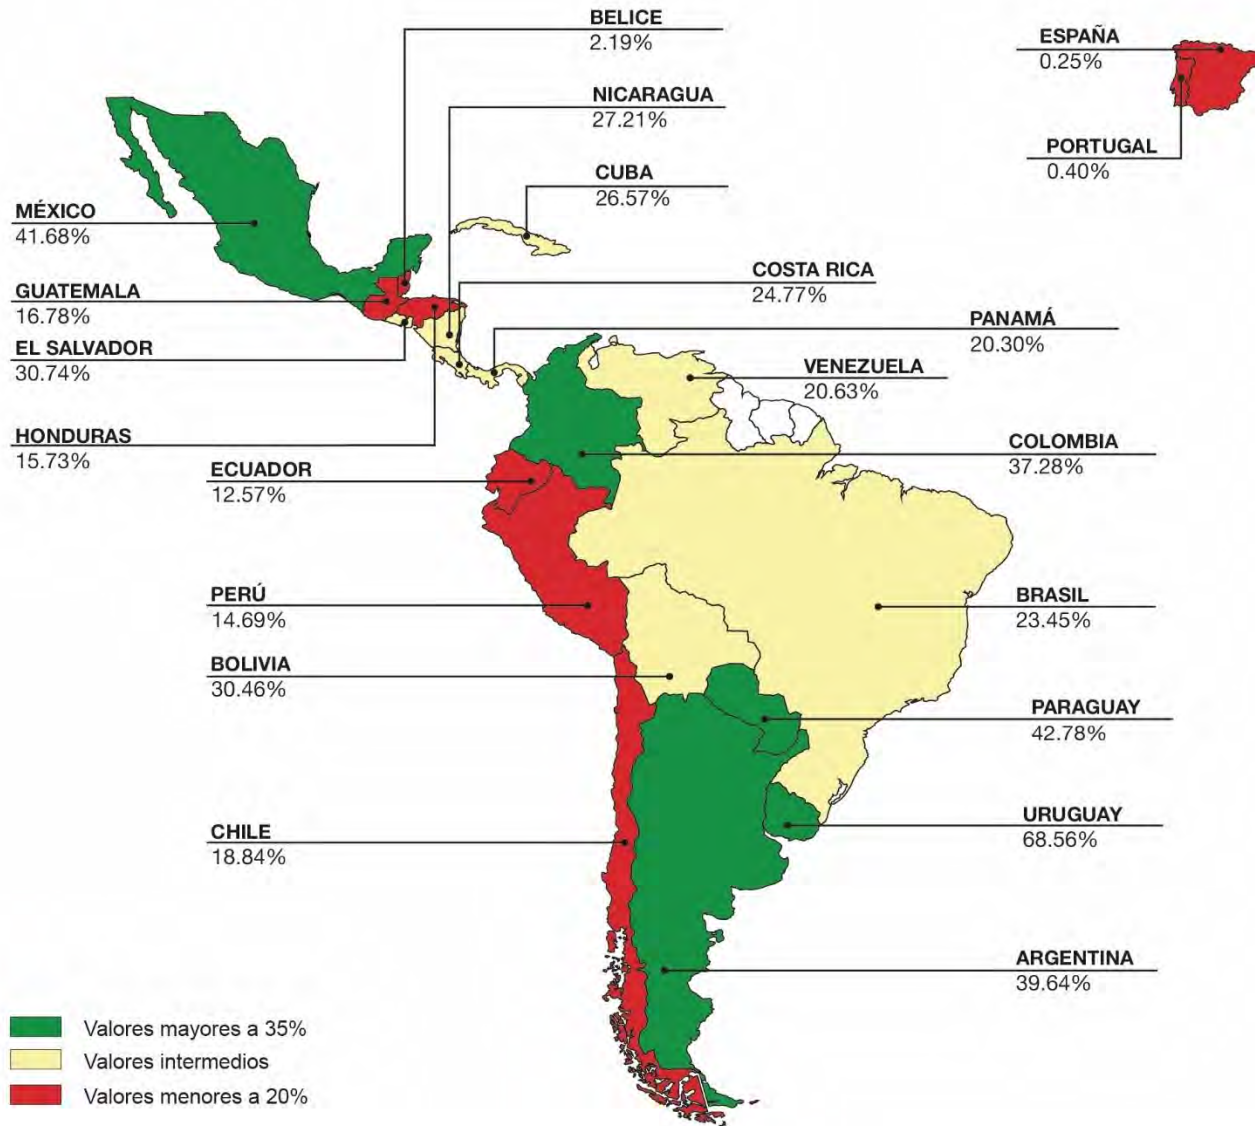 BELICE
2.19%
ESPAÑA
0.25%
NICARAGUA
27.21%
PORTUGAL
0.40%
CUBA
26.57%
MÉXICO
41.68%
COSTA RICA
24.77%
GUATEMALA
16.78%
PANAMÁ
20.30%
EL SALVADOR
30.74%
VENEZUELA
20.63%
HONDURAS
15.73%
COLOMBIA
37.28%
ECUADOR
12.57%
PERÚ
14.69%
BRASIL
23.45%
BOLIVIA
30.46%
PARAGUAY
42.78%
URUGUAY
68.56%
CHILE
18.84%
ARGENTINA
39.64%
Valores mayores a 35%
Valores intermedios
Valores menores a 20%